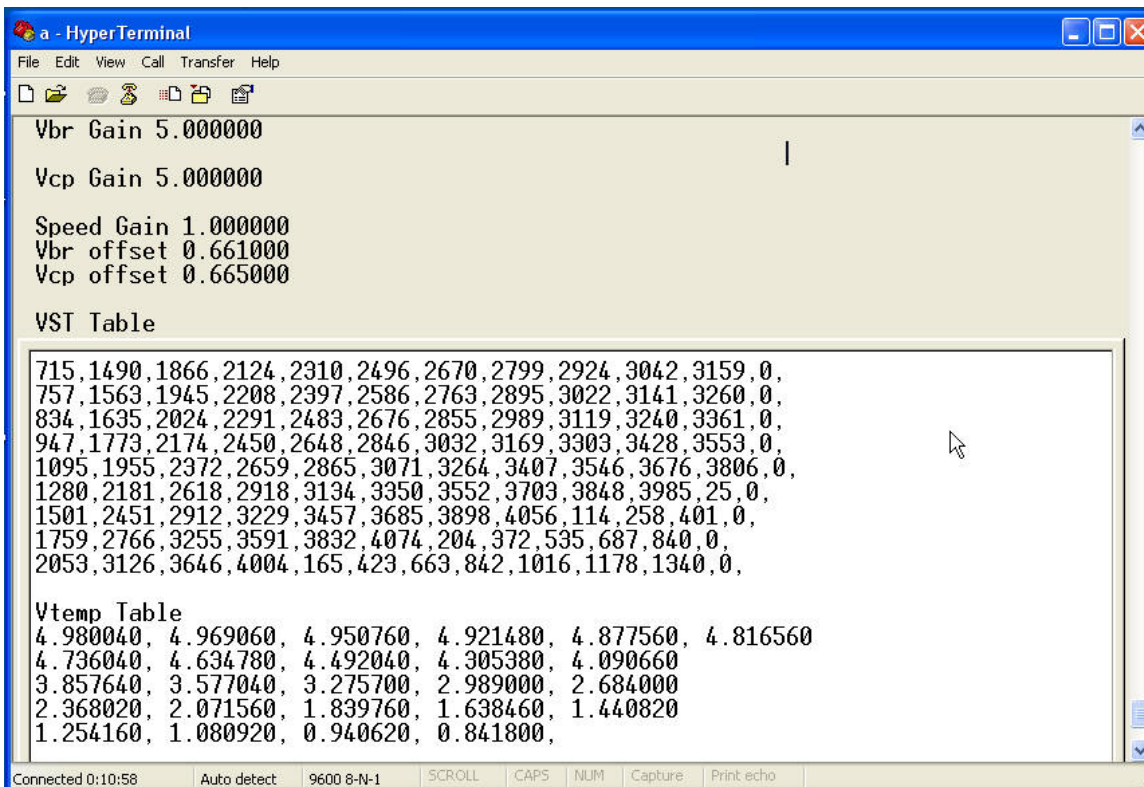 a - HyperTerminal
File Edit View Call Transfer Help
Vbr Gain 5.000000
Vcp Gain 5.000000
Speed Gain 1.000000
Vbr offset 0.661000
Vcp offset 0.665000
VST Table
715,1490,1866,2124,2310,2496,2670,2799,2924,3042,3159,0,
757,1563,1945,2208,2397,2586,2763,2895,3022,3141,3260,0,
834,1635,2024,2291,2483,2676,2855,2989,3119,3240,3361,0,
947,1773,2174,2450,2648,2846,3032,3169,3303,3428,3553,0,
1095,1955,2372,2659,2865,3071,3264,3407,3546,3676,3806,0,
1280,2181,2618,2918,3134,3350,3552,3703,3848,3985,25,0,
1501,2451,2912,3229,3457,3685,3898,4056,114,258,401,0,
1759,2766,3255,3591,3832,4074,204,372,535,687,840,0,
2053,3126,3646,4004,165,423,663,842,1016,1178,1340,0,
Vtemp Table
4.980040, 4.969060, 4.950760, 4.921480, 4.877560, 4.816560
4.736040, 4.634780, 4.492040, 4.305380, 4.090660
3.857640, 3.577040, 3.275700, 2.989000, 2.684000
2.368020, 2.071560, 1.839760, 1.638460, 1.440820
1.254160, 1.080920, 0.940620, 0.841800,
Connected 0:10:58 Auto detect 9600 8-N-1 SCROLL CAPS NUM Capture Print echo